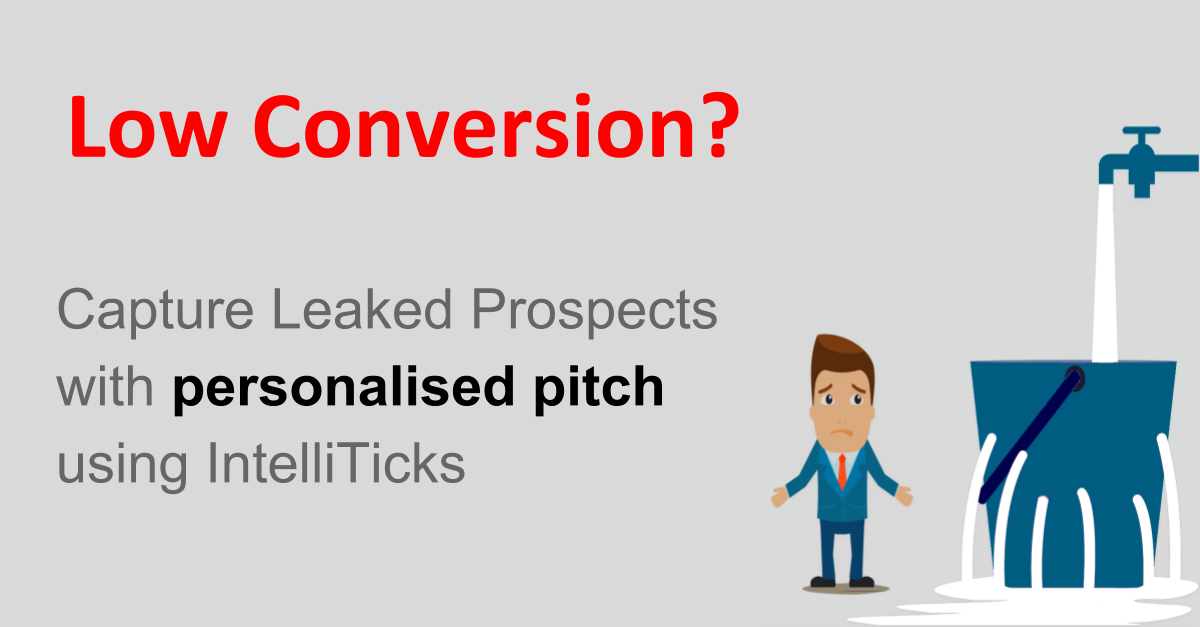 Low Conversion?
Capture Leaked Prospects
with personalised pitch
using IntelliTicks